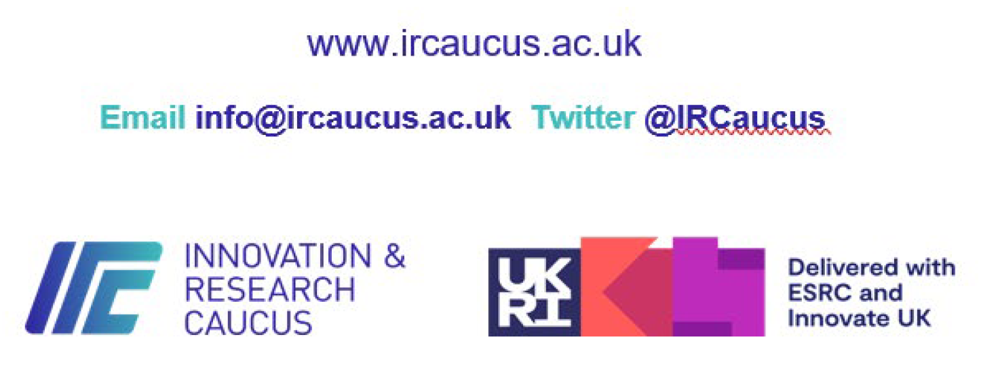 www.ircaucus.ac.uk
Email info@ircaucus.ac.uk Twitter @IRCaucus
INNOVATION &
RESEARCH
CAUCUS
UK
RI
Delivered with
ESRC and
Innovate UK